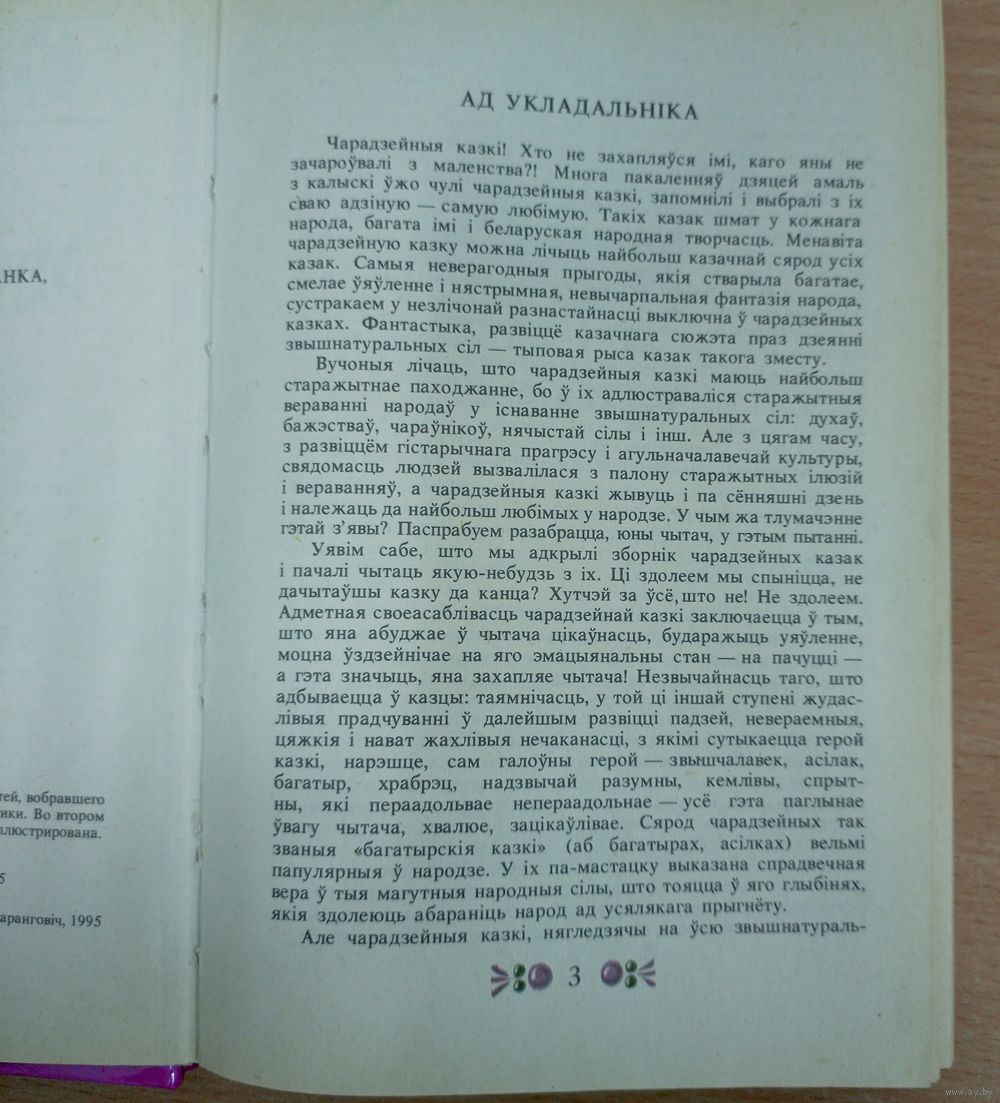 АНКА,
тей, вобравшего
ики. Во втором
ллюстрирована.
5
аранговіч, 1995
АД УКЛАДАЛЬНІКА
Чарадзейныя казкі! Хто не захапляўся імі, каго яны не
зачароўвалі з маленства?! Многа пакаленняў дзяцей амаль
з калыскі ўжо чулі чарадзейныя казкі, запомнілі і выбралі з іх
сваю адзіную — самую любімую. Такіх казак шмат у кожнага
народа, багата імі і беларуская народная творчасць. Менавіта
чарадзейную казку можна лічыць найбольш казачнай сярод усіх
казак. Самыя неверагодныя прыгоды, якія стварыла багатае,
смелае ўяўленне і нястрымная, невычарпальная фантазія народа,
сустракаем у незлічонай разнастайнасці выключна ў чарадзейных
казках. Фантастыка, развіццё казачнага сюжэта праз дзеянні
звышнатуральных сіл — тыповая рыса казак такога зместу.
Вучоныя лічаць, што чарадзейныя казкі маюць найбольш
старажытнае паходжанне, бо ў іх адлюстраваліся старажытныя
вераванні народаў у існаванне звышнатуральных сіл: духаў,
бажэстваў, чараўнікоў, нячыстай сілы і інш. Але з цягам часу,
з развіццём гістарычнага прагрэсу і агульначалавечай культуры,
свядомасць людзей вызвалілася з палону старажытных ілюзій
і вераванняў, а чарадзейныя казкі жывуць і па сённяшні дзень
і належаць да найбольш любімых у народзе. У чым жа тлумачэнне
гэтай з'явы? Паспрабуем разабрацца, юны чытач, у гэтым пытанні.
Уявім сабе, што мы адкрылі зборнік чарадзейных казак
і пачалі чытаць якую-небудзь з іх. Ці здолеем мы спыніцца, не
дачытаўшы казку да канца? Хутчэй за ўсё, што не! Не здолеем.
Адметная своеасаблівасць чарадзейнай казкі заключаецца ў тым,
што яна абуджае ў чытача цікаўнасць, бударажыць уяўленне,
моцна ўздзейнічае на яго эмацыянальны стан — на пачуцці —
а гэта значыць, яна захапляе чытача! Незвычайнасць таго, што
адбываецца ў казцы: таямнічасць, у той ці іншай ступені жудас-
лівыя прадчуванні ў далейшым развіцці падзей, невераемныя,
цяжкія і нават жахлівыя нечаканасці, з якімі сутыкаецца герой
казкі, нарэшце, сам галоўны герой — звышчалавек, асілак,
багатыр, храбрэц, надзвычай разумны, кемлівы, спрыт-
ны, які пераадольвае непераадольнае — усё гэта паглынае
ўвагу чытача, хвалюе, зацікаўлівае. Сярод чарадзейных так
званыя «багатырскія казкі» (аб багатырах, асілках) вельмі
папулярныя ў народзе. У іх па-мастацку выказана спрадвечная
вера ў тыя магутныя народныя сілы, што тояцца ў яго глыбінях,
якія здолеюць абараніць народ ад усялякага прыгнёту.
Але чарадзейныя казкі, нягледзячы на ўсю звышнатураль-
3
www.ay.by